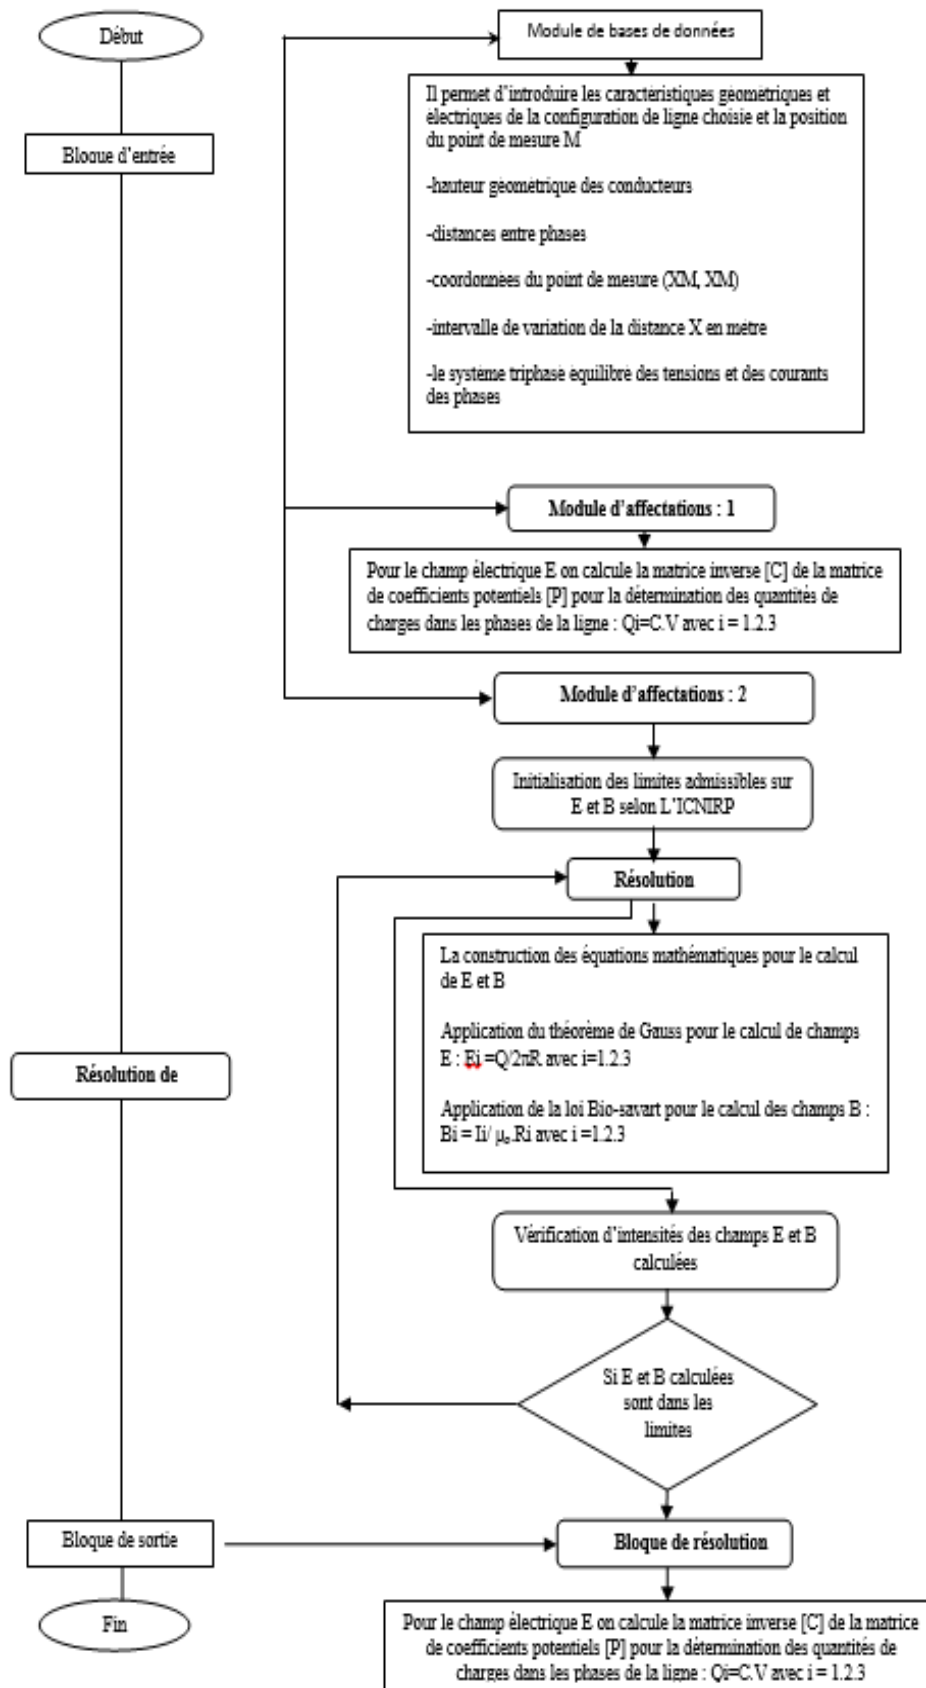 Début
Module de bases de données
Il permet d'introduire les caractéristiques géométriques et
électriques de la configuration de ligne choisie et la position
du point de mesure M
Bloque d'entrée
-hauteur géométrique des conducteurs
-distances entre phases
-coordonnées du point de mesure (XM, XM)
-intervalle de variation de la distance X en métre
-le système triphasé équilibré des tensions et des courants
des phases
Module d'affectations : 1
Pour le champ électrique E on calcule la matrice inverse [C] de la matrice
de coefficients potentiels [P] pour la détermination des quantités de
charges dans les phases de la ligne : Qi=C.V avec i = 1.2.3
Module d'affectations : 2
Initialisation des limites admissibles sur
E et B selon L'ICNIRP
Résolution
La construction des équations mathématiques pour le calcul
de E et B
Application du théorème de Gauss pour le calcul de champs
E : Ei =Q/2πR avec i=1.2.3
Résolution de
Application de la loi Bio-savart pour le calcul des champs B :
Bi = Ii/ μₒ.Ri avec i =1.2.3
Vérification d'intensités des champs E et B
calculées
Si E et B calculées
sont dans les
limites
Bloque de sortie
Bloque de résolution
Fin
Pour le champ électrique E on calcule la matrice inverse [C] de la matrice
de coefficients potentiels [P] pour la détermination des quantités de
charges dans les phases de la ligne : Qi=C.V avec i = 1.2.3